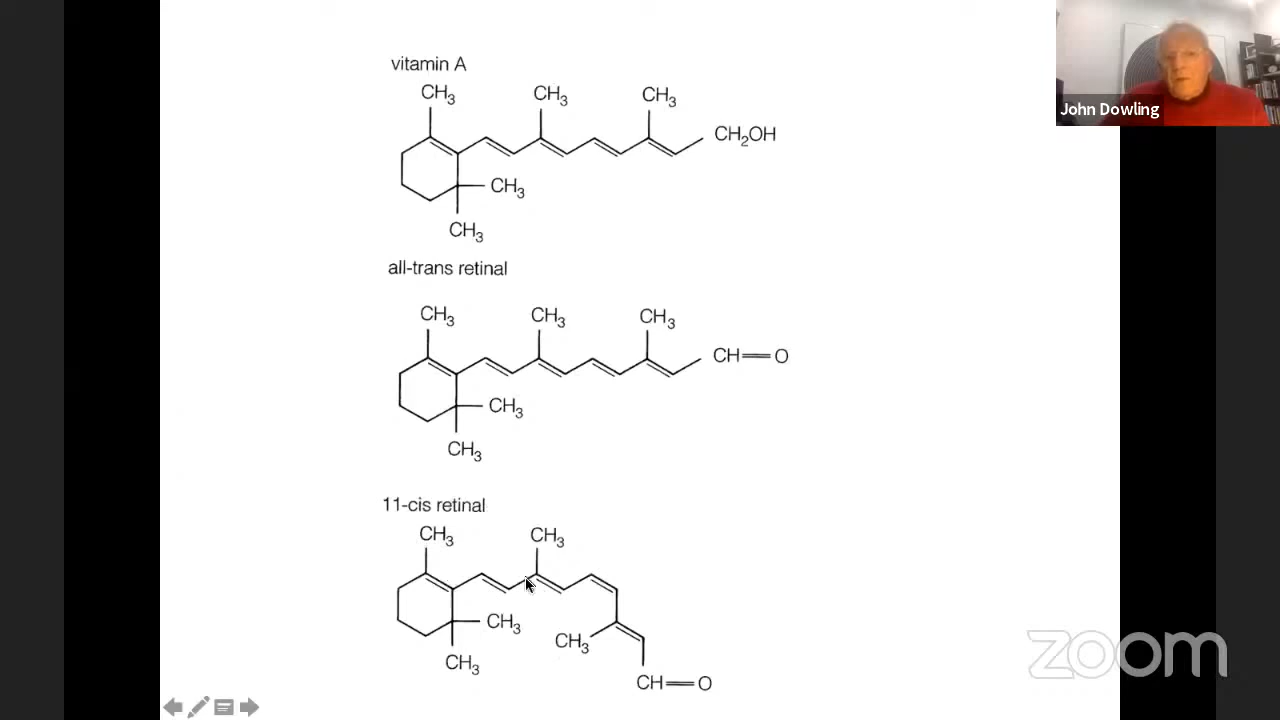 vitamin A
CH₃
CH₃
CH₃
CH₂OH
CH₃
CH₃
all-trans retinal
CH₃
CH₃
CH₃
CH=O
CH₃
CH₃
11-cis retinal
CH₃
CH₃
CH₃
CH₃
CH₃
CH=O
John Dowling
zoom